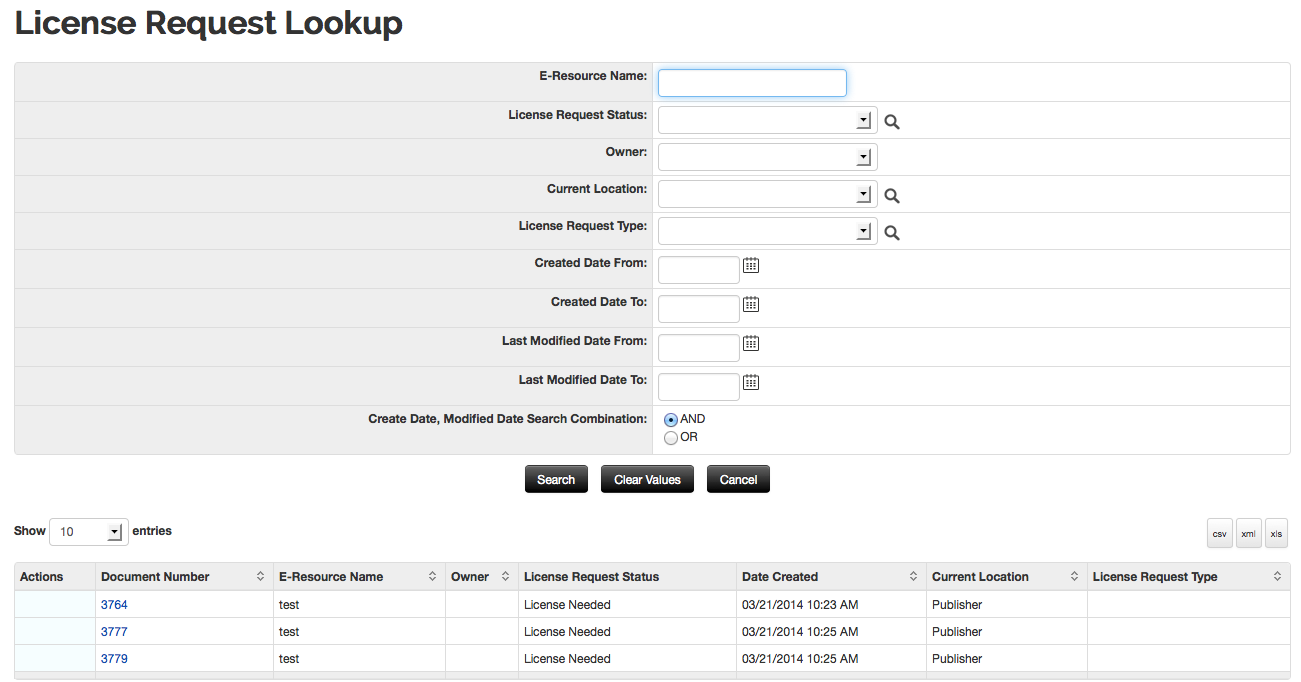 License Request Lookup
E-Resource Name:
License Request Status:
Owner:
Current Location:
License Request Type:
Created Date From:
Created Date To:
Last Modified Date From:
Last Modified Date To:
Create Date, Modified Date Search Combination: AND
OR
Search Clear Values Cancel
Show 10 entries csv xml xls
Actions Document Number E-Resource Name Owner License Request Status Date Created Current Location License Request Type
3764 test License Needed 03/21/2014 10:23 AM Publisher
3777 test License Needed 03/21/2014 10:25 AM Publisher
3779 test License Needed 03/21/2014 10:25 AM Publisher